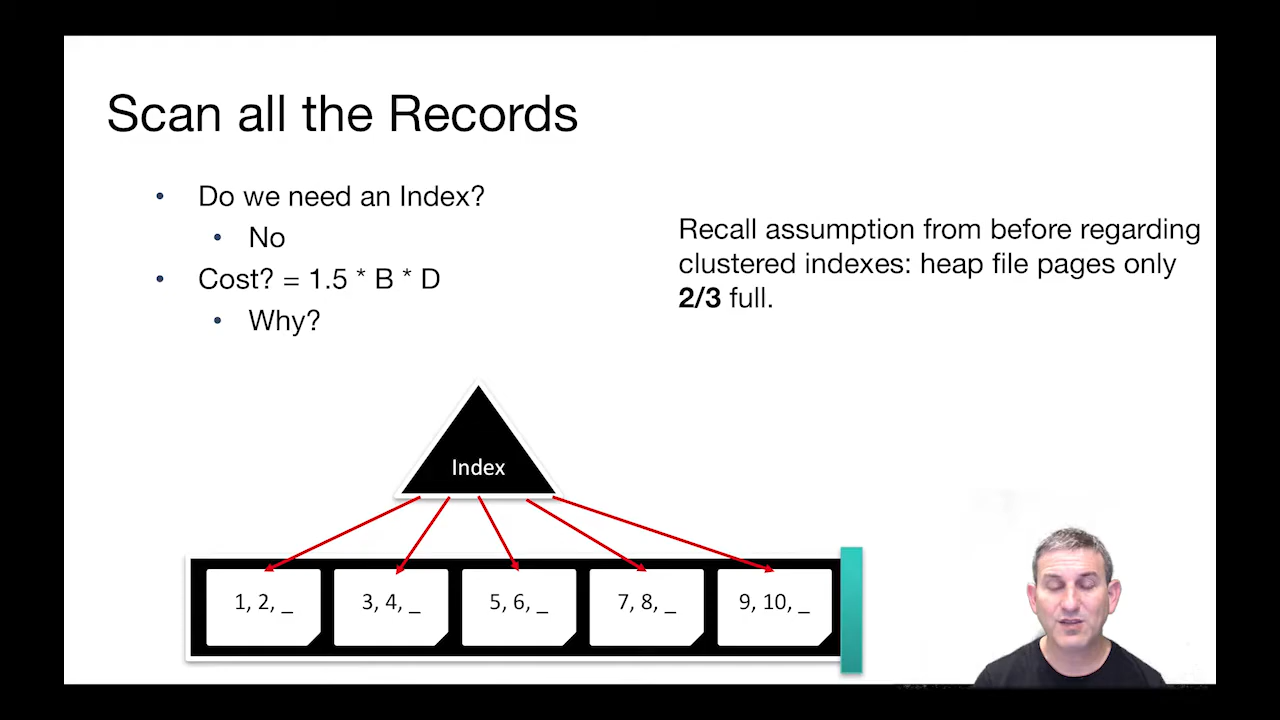 Scan all the Records
• Do we need an Index?
• No
• Cost? = 1.5 * B * D
• Why?
Recall assumption from before regarding
clustered indexes: heap file pages only
2/3 full.
Index
1, 2, _
3, 4, _
5, 6, _
7, 8, _
9, 10, _